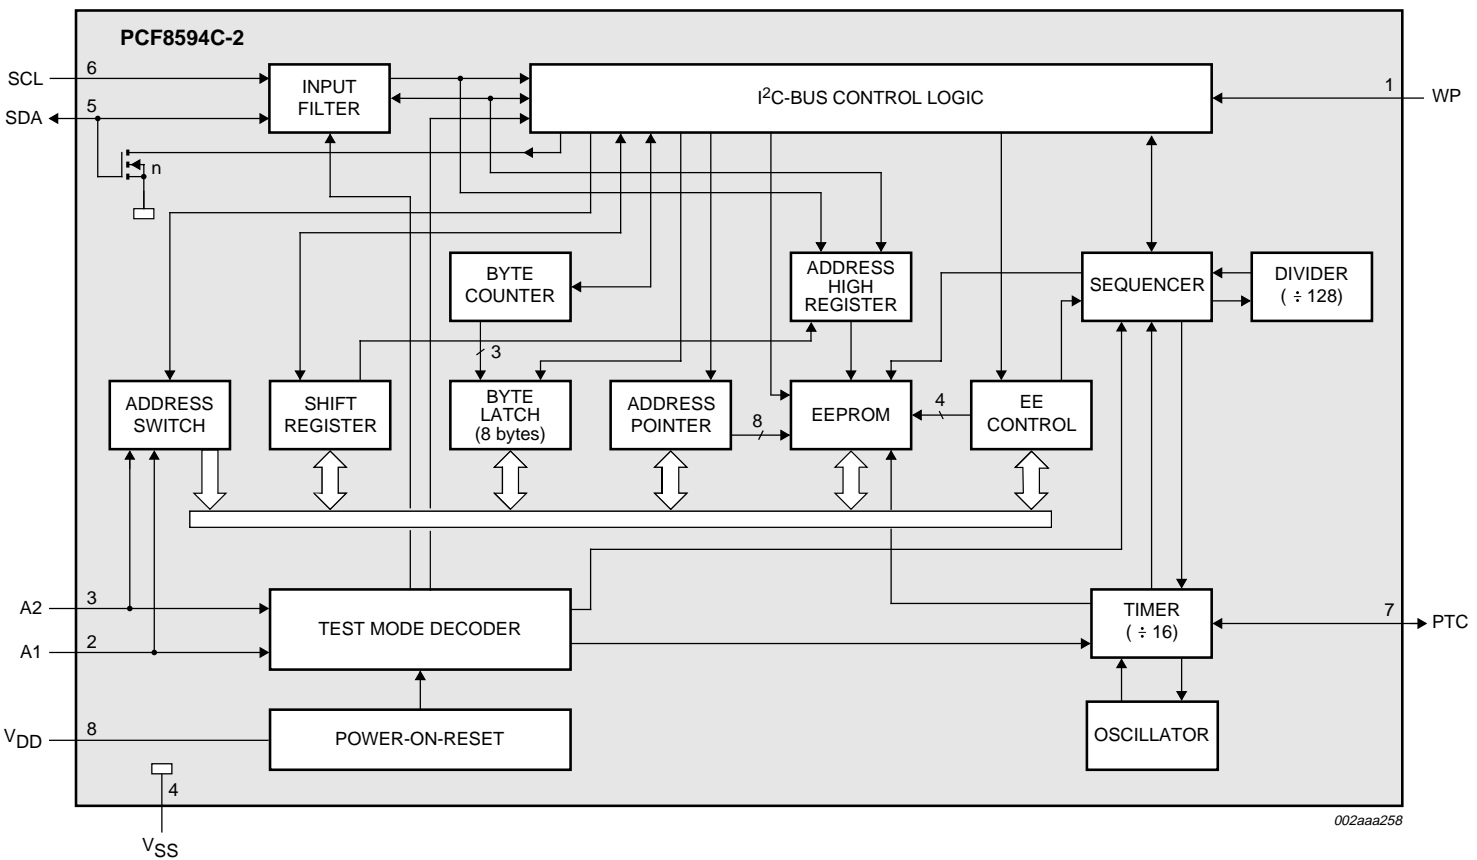 PCF8594C-2
SCL
6
SDA
5
n
INPUT
FILTER
I2C-BUS CONTROL LOGIC
1
WP
BYTE
COUNTER
3
ADDRESS
HIGH
REGISTER
SEQUENCER
DIVIDER
( ÷ 128)
ADDRESS
SWITCH
SHIFT
REGISTER
BYTE
LATCH
(8 bytes)
ADDRESS
POINTER
8
EEPROM
4
EE
CONTROL
A2
3
A1
2
TEST MODE DECODER
TIMER
( ÷ 16)
7
PTC
VDD
8
POWER-ON-RESET
OSCILLATOR
4
VSS
002aaa258